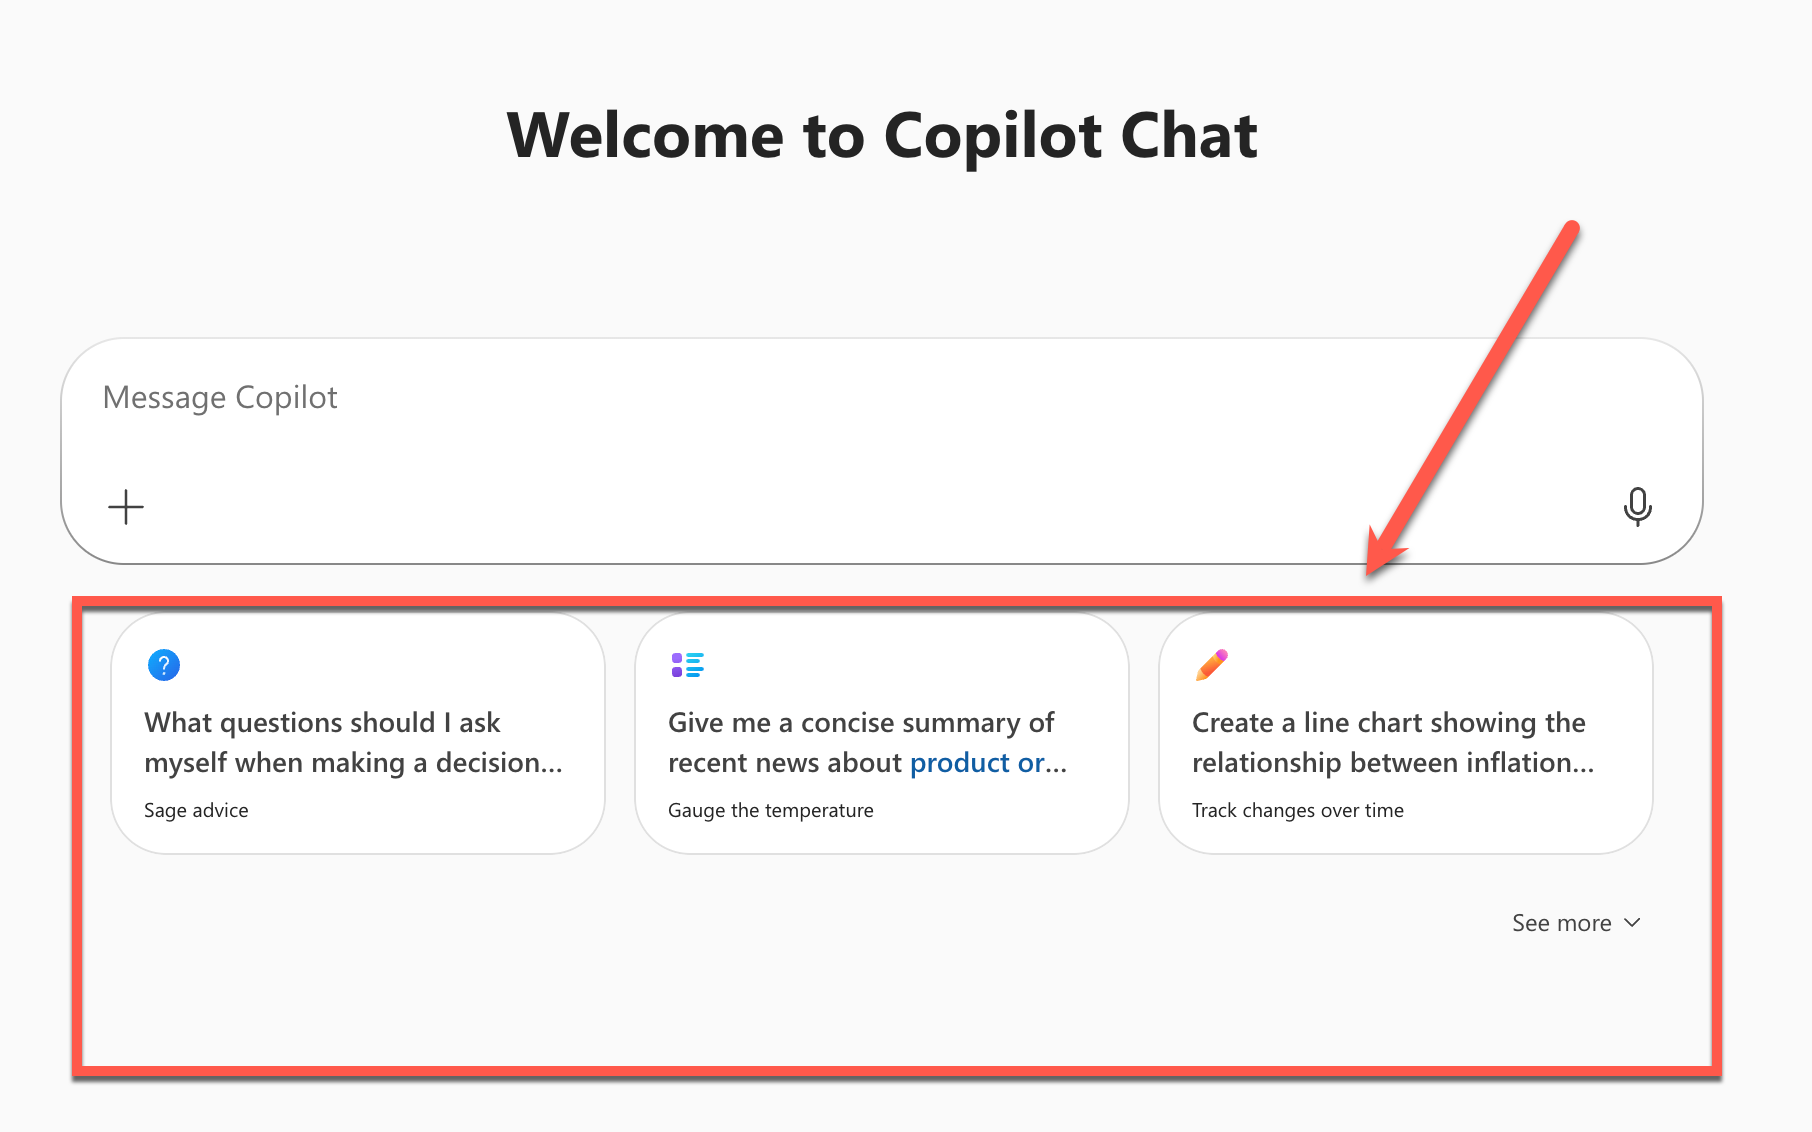 Welcome to Copilot Chat
Message Copilot
What questions should I ask
myself when making a decision...
Sage advice
Give me a concise summary of
recent news about product or...
Gauge the temperature
Create a line chart showing the
relationship between inflation...
Track changes over time
See more